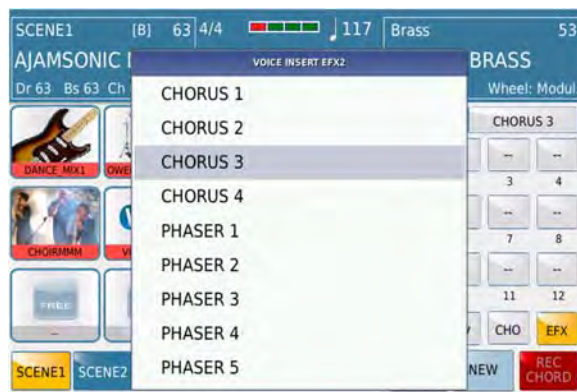 SCENE1 [B] 63 4/4 117 Brass 53
AJAMSONIC BRASS
Dr 63 Bs 63 Ch Wheel: Modul
VOICE INSERT EFX2
CHORUS 1
CHORUS 2
CHORUS 3
CHORUS 4
PHASER 1
PHASER 2
PHASER 3
PHASER 4
PHASER 5
CHORUS 3
DANCE_MIX1
-- --
3 4
CHOIRMMM
-- --
7 8
FREE
--
-- --
11 12
CHO EFX
SCENE1 SCENE2 NEW REC CHORD